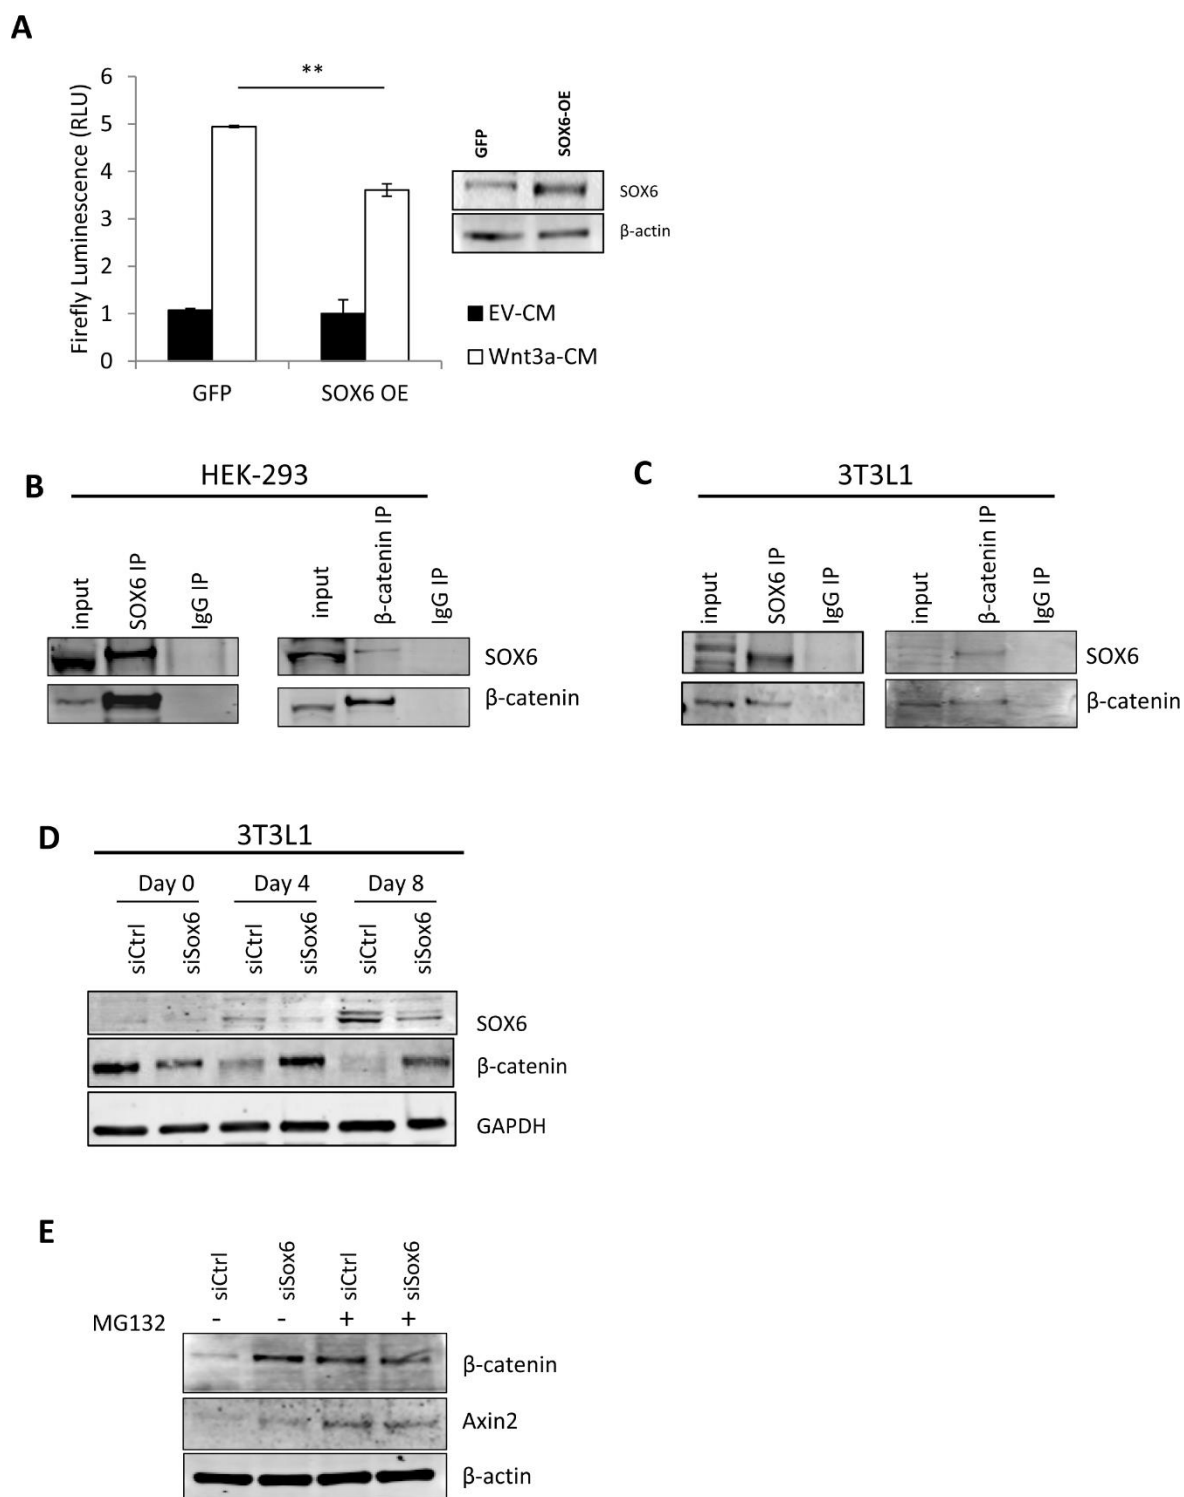 A
**
6
5
4
3
2
1
0
Firefly Luminescence (RLU)
GFP SOX6 OE
GFP SOX6-OE
SOX6
β-actin
EV-CM
Wnt3a-CM
B
HEK-293
input SOX6 IP IgG IP input β-catenin IP IgG IP
SOX6
β-catenin
C
3T3L1
input SOX6 IP IgG IP input β-catenin IP IgG IP
SOX6
β-catenin
D
3T3L1
Day 0 Day 4 Day 8
siCtrl siSox6 siCtrl siSox6 siCtrl siSox6
SOX6
β-catenin
GAPDH
E
siCtrl siSox6 siCtrl siSox6
MG132 - - + +
β-catenin
Axin2
β-actin